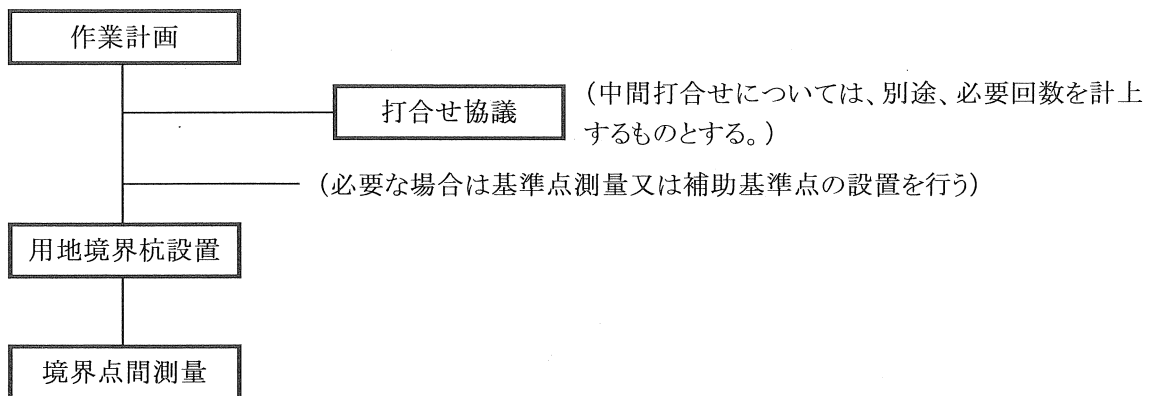 作業計画
打合せ協議
(中間打合せについては、別途、必要回数を計上
するものとする。)
(必要な場合は基準点測量又は補助基準点の設置を行う)
用地境界杭設置
境界点間測量